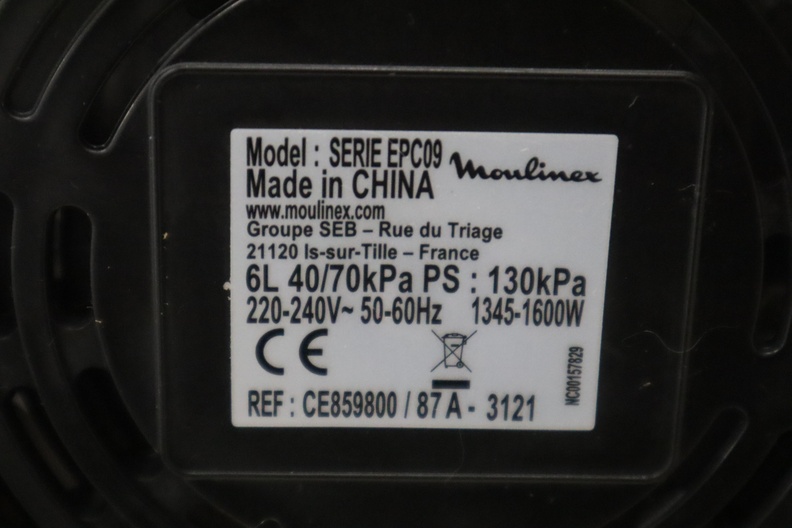 Model : SERIE EPC09
Moulinex
Made in CHINA
www.moulinex.com
Groupe SEB – Rue du Triage
21120 Is-sur-Tille – France
6L 40/70kPa PS : 130kPa
220-240V~ 50-60Hz 1345-1600W
CE
NC00157829
REF : CE859800 / 87A - 3121